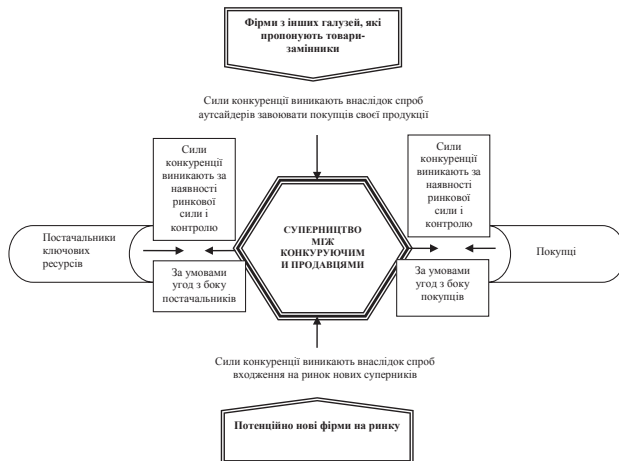 Фірми з інших галузей, які
пропонують товари-
замінники
Сили конкуренції виникають внаслідок спроб
аутсайдерів завоювати покупців своєї продукції
Сили
конкуренції
виникають за
наявності
ринкової
сили і
контролю
Сили
конкуренції
виникають за
наявності
ринкової
сили і
контролю
Постачальники
ключових
ресурсів
СУПЕРНИЦТВО
МІЖ
КОНКУРУЮЧИМ
И ПРОДАВЦЯМИ
Покупці
За умовами
угод з боку
постачальників
За умовами
угод з боку
покупців
Сили конкуренції виникають внаслідок спроб
входження на ринок нових суперників
Потенційно нові фірми на ринку